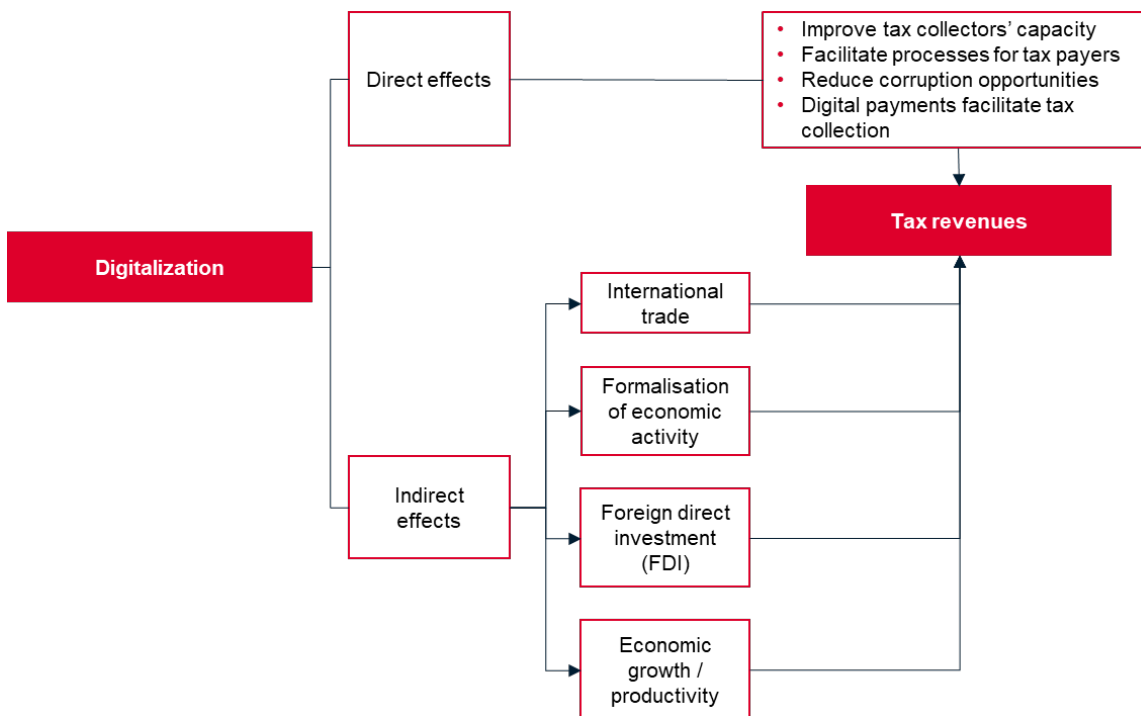 Direct effects
• Improve tax collectors’ capacity
• Facilitate processes for tax payers
• Reduce corruption opportunities
• Digital payments facilitate tax
collection
Tax revenues
Digitalization
International
trade
Formalisation
of economic
activity
Indirect
effects
Foreign direct
investment
(FDI)
Economic
growth /
productivity